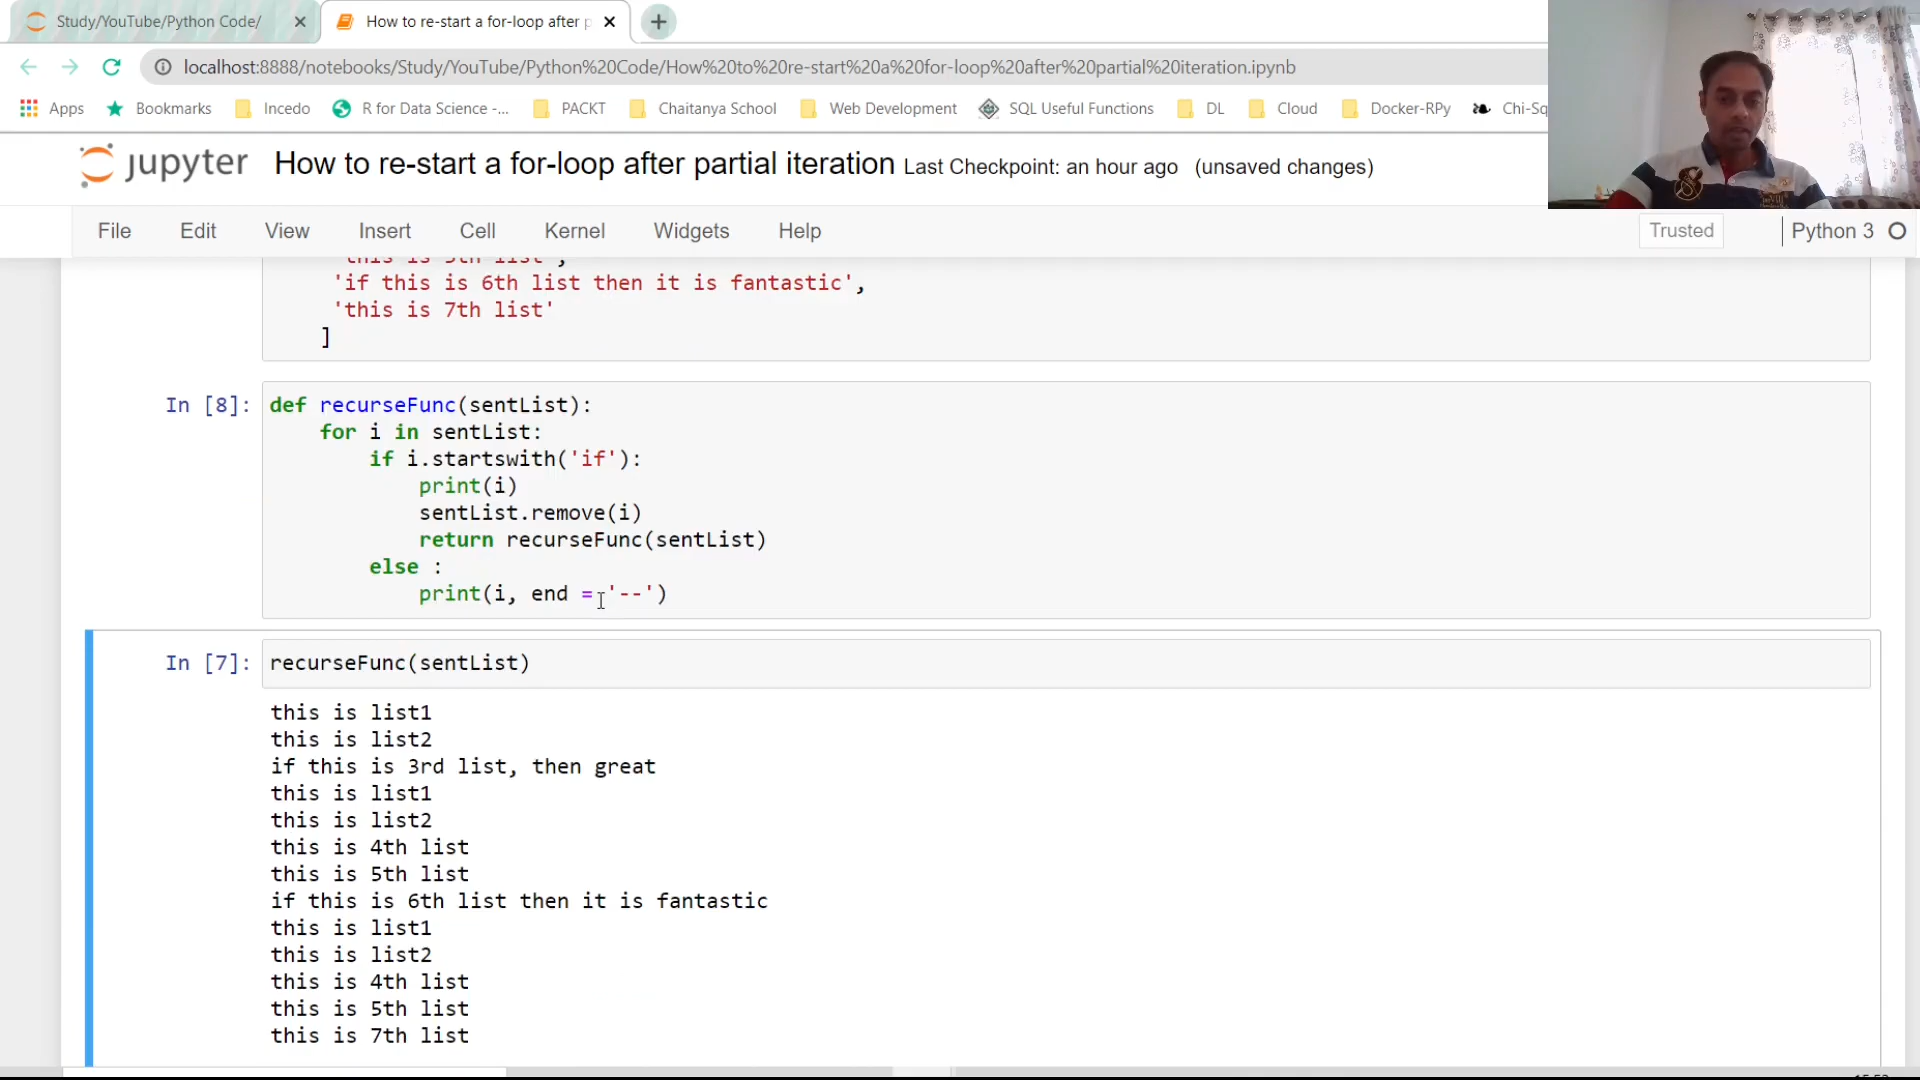 Study/YouTube/Python Code/
How to re-start a for-loop after p
localhost:8888/notebooks/Study/YouTube/Python%20Code/How%20to%20re-start%20a%20for-loop%20after%20partial%20iteration.ipynb
Apps Bookmarks Incedo R for Data Science -... PACKT Chaitanya School Web Development SQL Useful Functions DL Cloud Docker-RPy Chi-Sq
jupyter How to re-start a for-loop after partial iteration Last Checkpoint: an hour ago (unsaved changes)
File Edit View Insert Cell Kernel Widgets Help Trusted Python 3
'this is 5th list',
'if this is 6th list then it is fantastic',
'this is 7th list'
]
In [8]: def recurseFunc(sentList):
for i in sentList:
if i.startswith('if'):
print(i)
sentList.remove(i)
return recurseFunc(sentList)
else :
print(i, end ='--')
In [7]: recurseFunc(sentList)
this is list1
this is list2
if this is 3rd list, then great
this is list1
this is list2
this is 4th list
this is 5th list
if this is 6th list then it is fantastic
this is list1
this is list2
this is 4th list
this is 5th list
this is 7th list